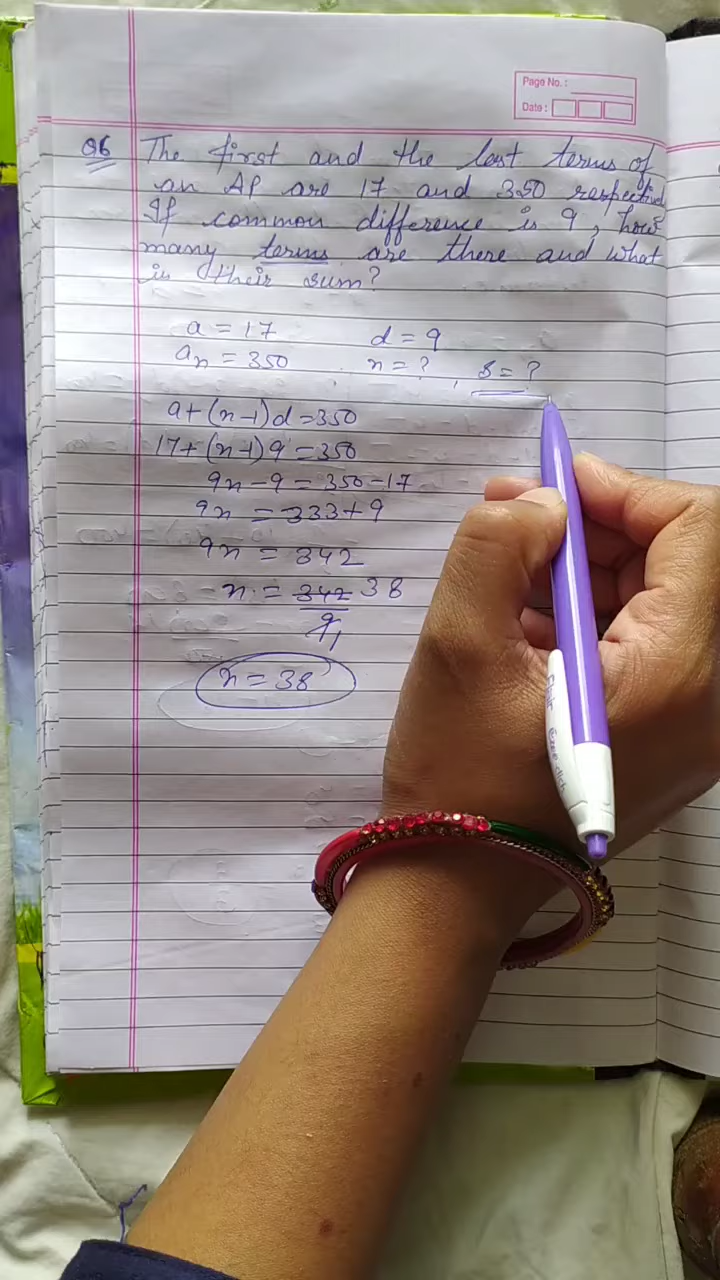 Page No. :
Date :
Q6 The first and the last terms of
an AP are 17 and 350 respectively
If common difference is 9, how
many terms are there and what
is their sum?
a = 17 d = 9
an = 350 n = ? , S = ?
a+(n-1)d=350
17+(n-1)9=350
9n-9=350-17
9n = 333+9
9n = 342
n = 342 38
9 1
n = 38